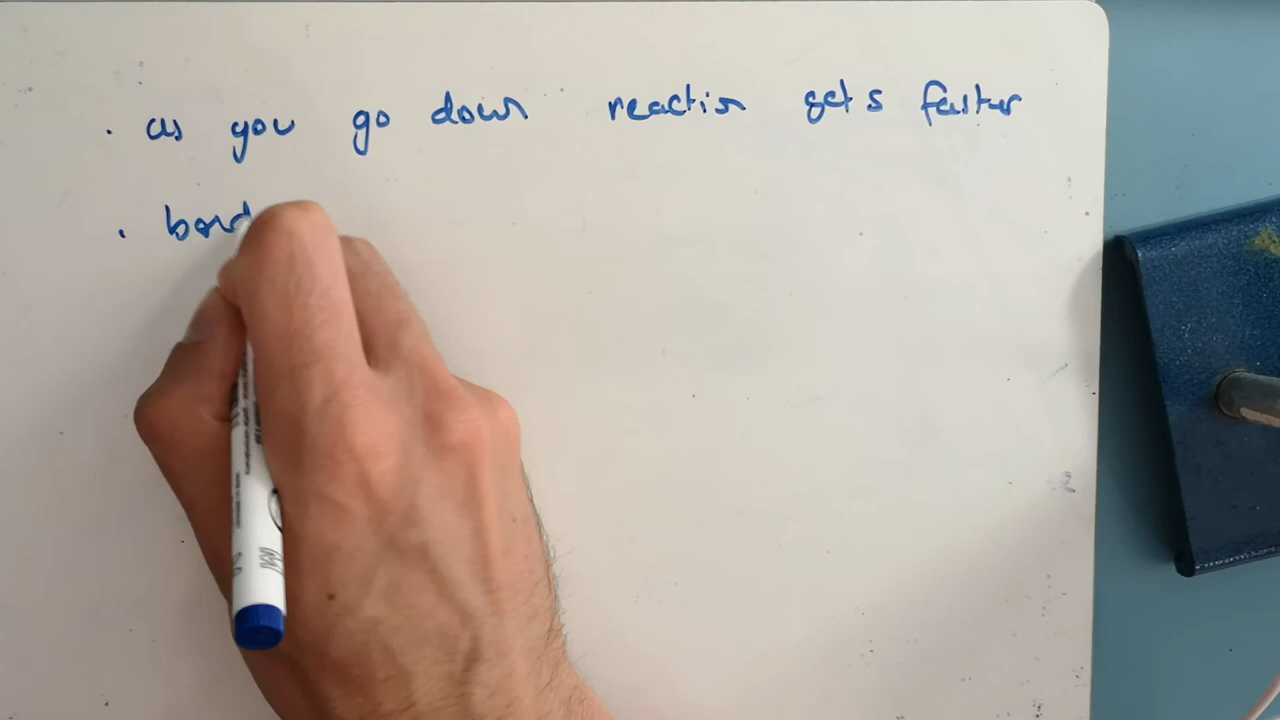 . as you go down reaction gets faster
. bond